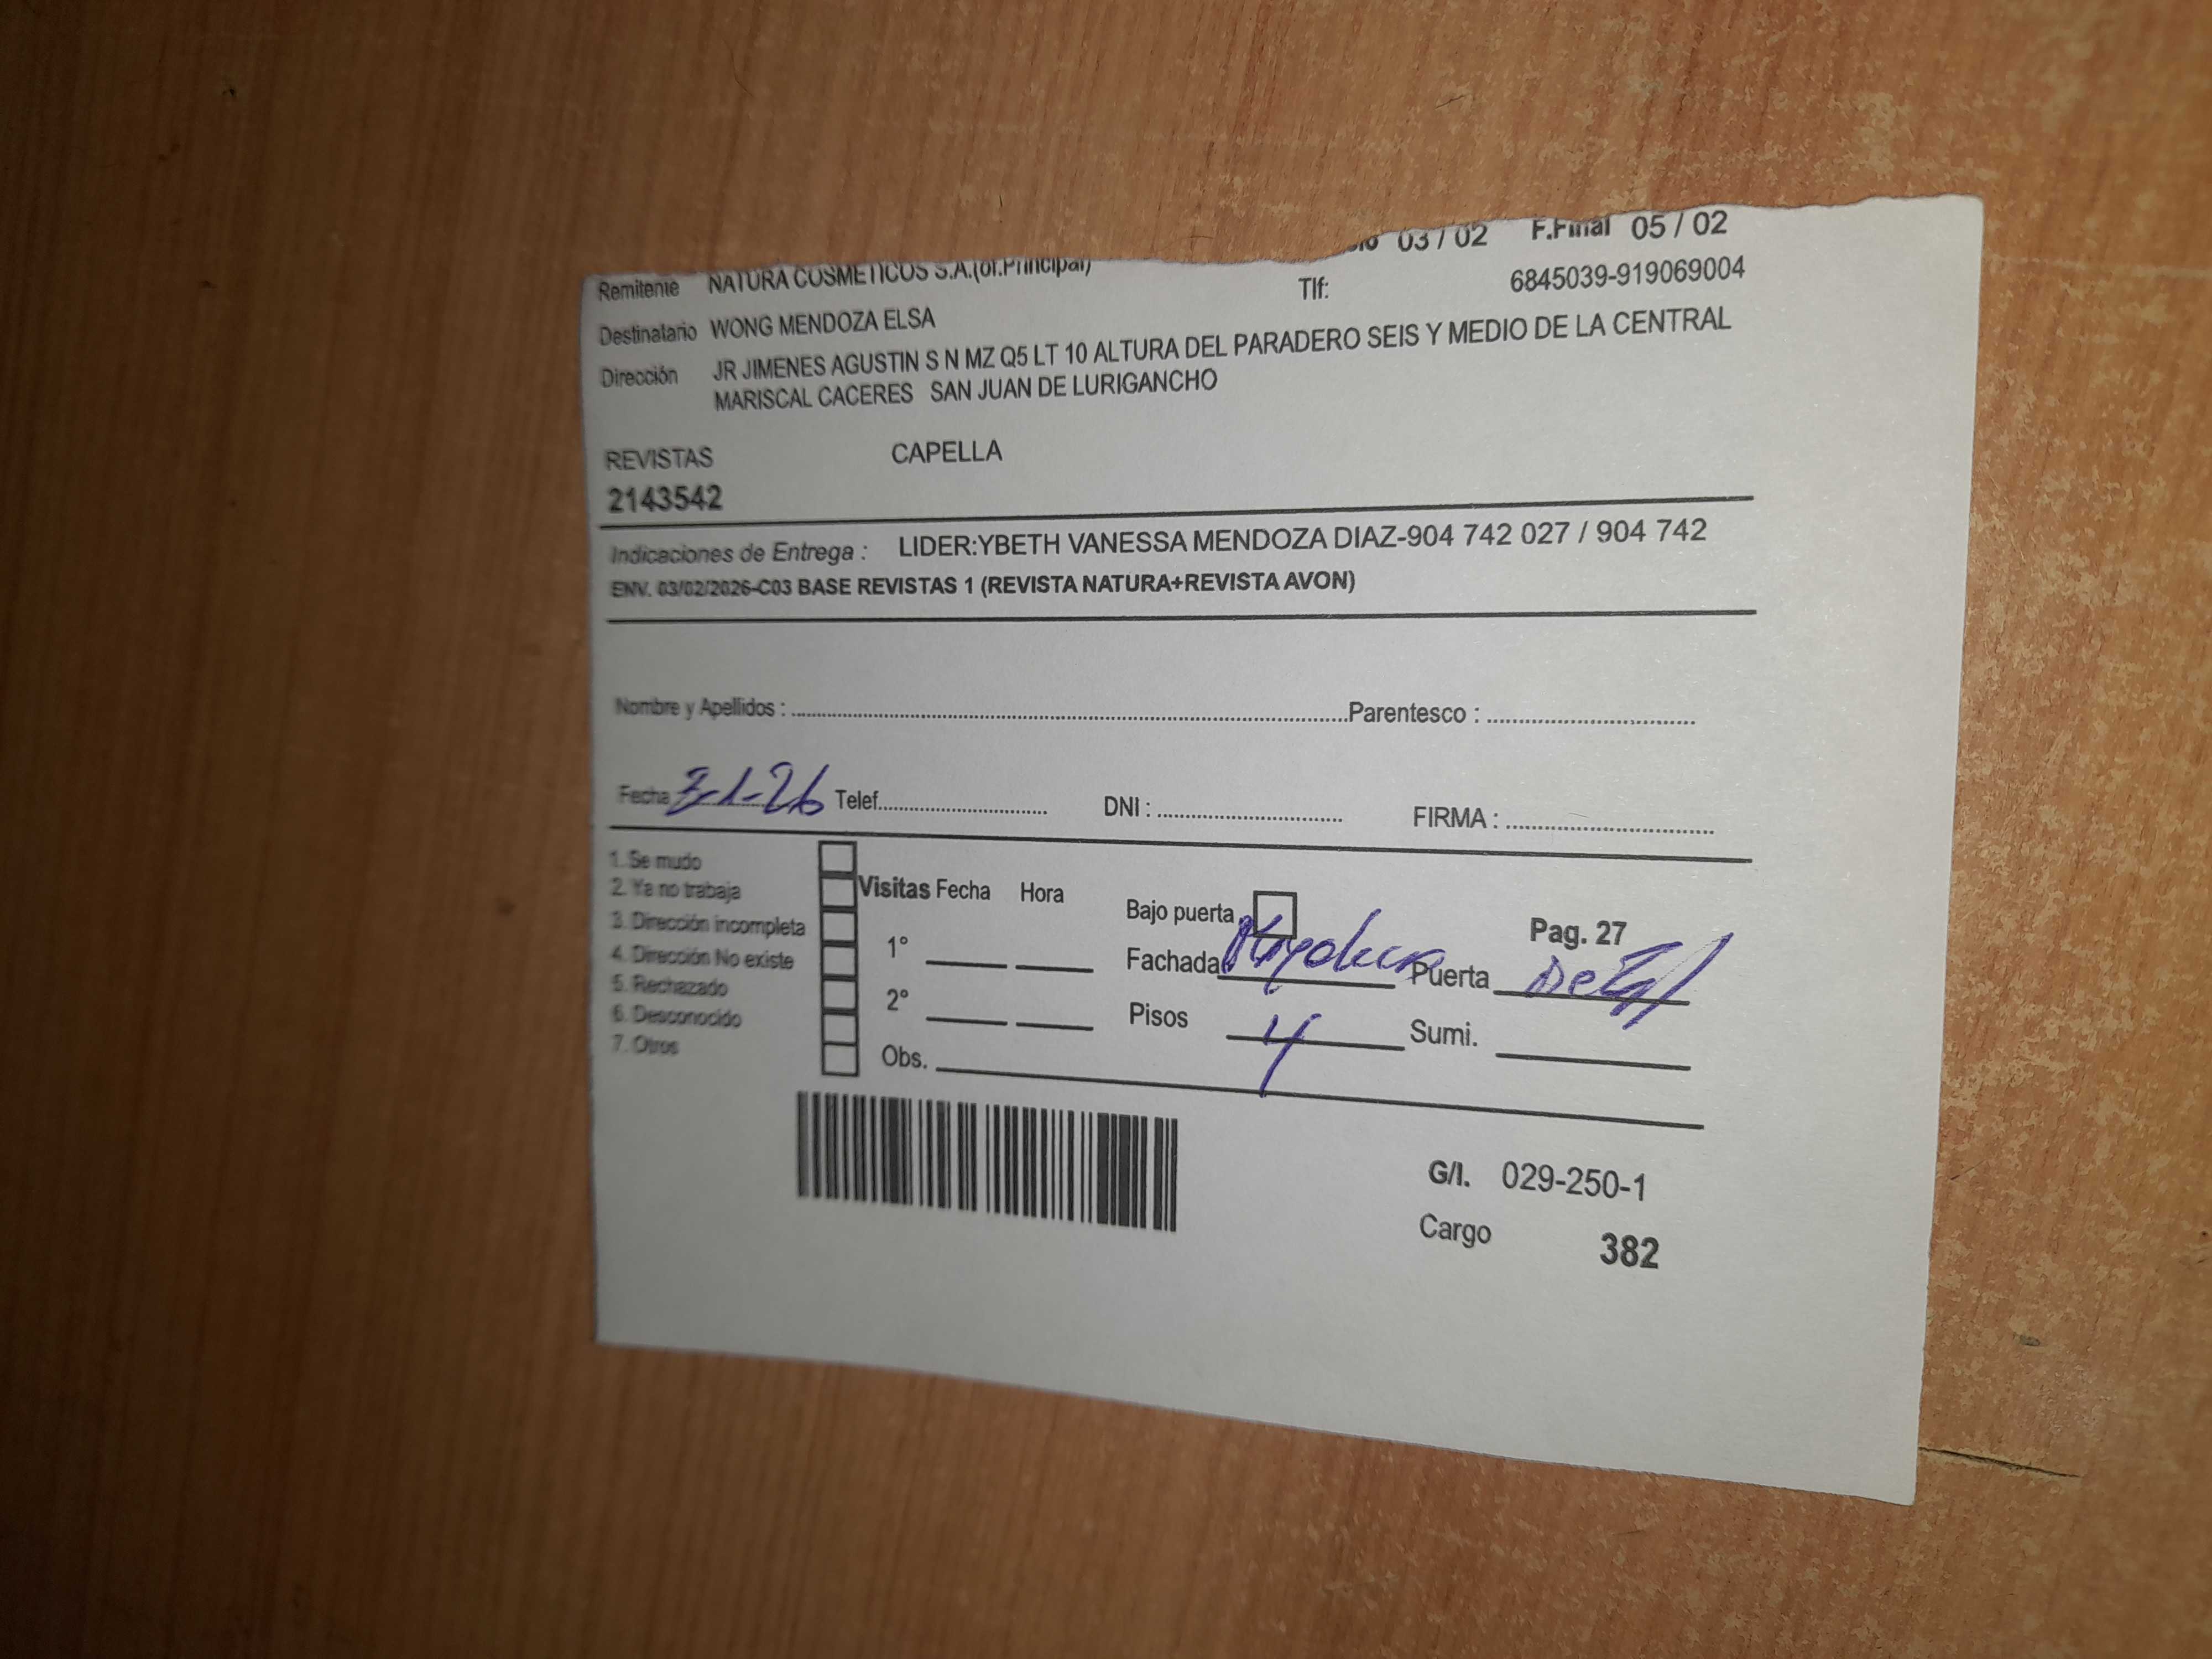 03 / 02 F.Final 05 / 02
Remitente NATURA COSMETICOS S.A.(of.Principal)
Tlf: 6845039-919069004
Destinatario WONG MENDOZA ELSA
Dirección JR JIMENES AGUSTIN S N MZ Q5 LT 10 ALTURA DEL PARADERO SEIS Y MEDIO DE LA CENTRAL
MARISCAL CACERES SAN JUAN DE LURIGANCHO
REVISTAS CAPELLA
2143542
Indicaciones de Entrega : LIDER:YBETH VANESSA MENDOZA DIAZ-904 742 027 / 904 742
ENV. 03/02/2026-C03 BASE REVISTAS 1 (REVISTA NATURA+REVISTA AVON)
Nombre y Apellidos : Parentesco :
Fecha 3-1-26 Telef. DNI : FIRMA :
1. Se mudo
2. Ya no trabaja
3. Dirección incompleta
4. Dirección No existe
5. Rechazado
6. Desconocido
7. Otros
Visitas Fecha Hora
1°
2°
Obs.
Bajo puerta Pag. 27
Fachada Puerta
Pisos 4 Sumi.
G/I. 029-250-1
Cargo 382